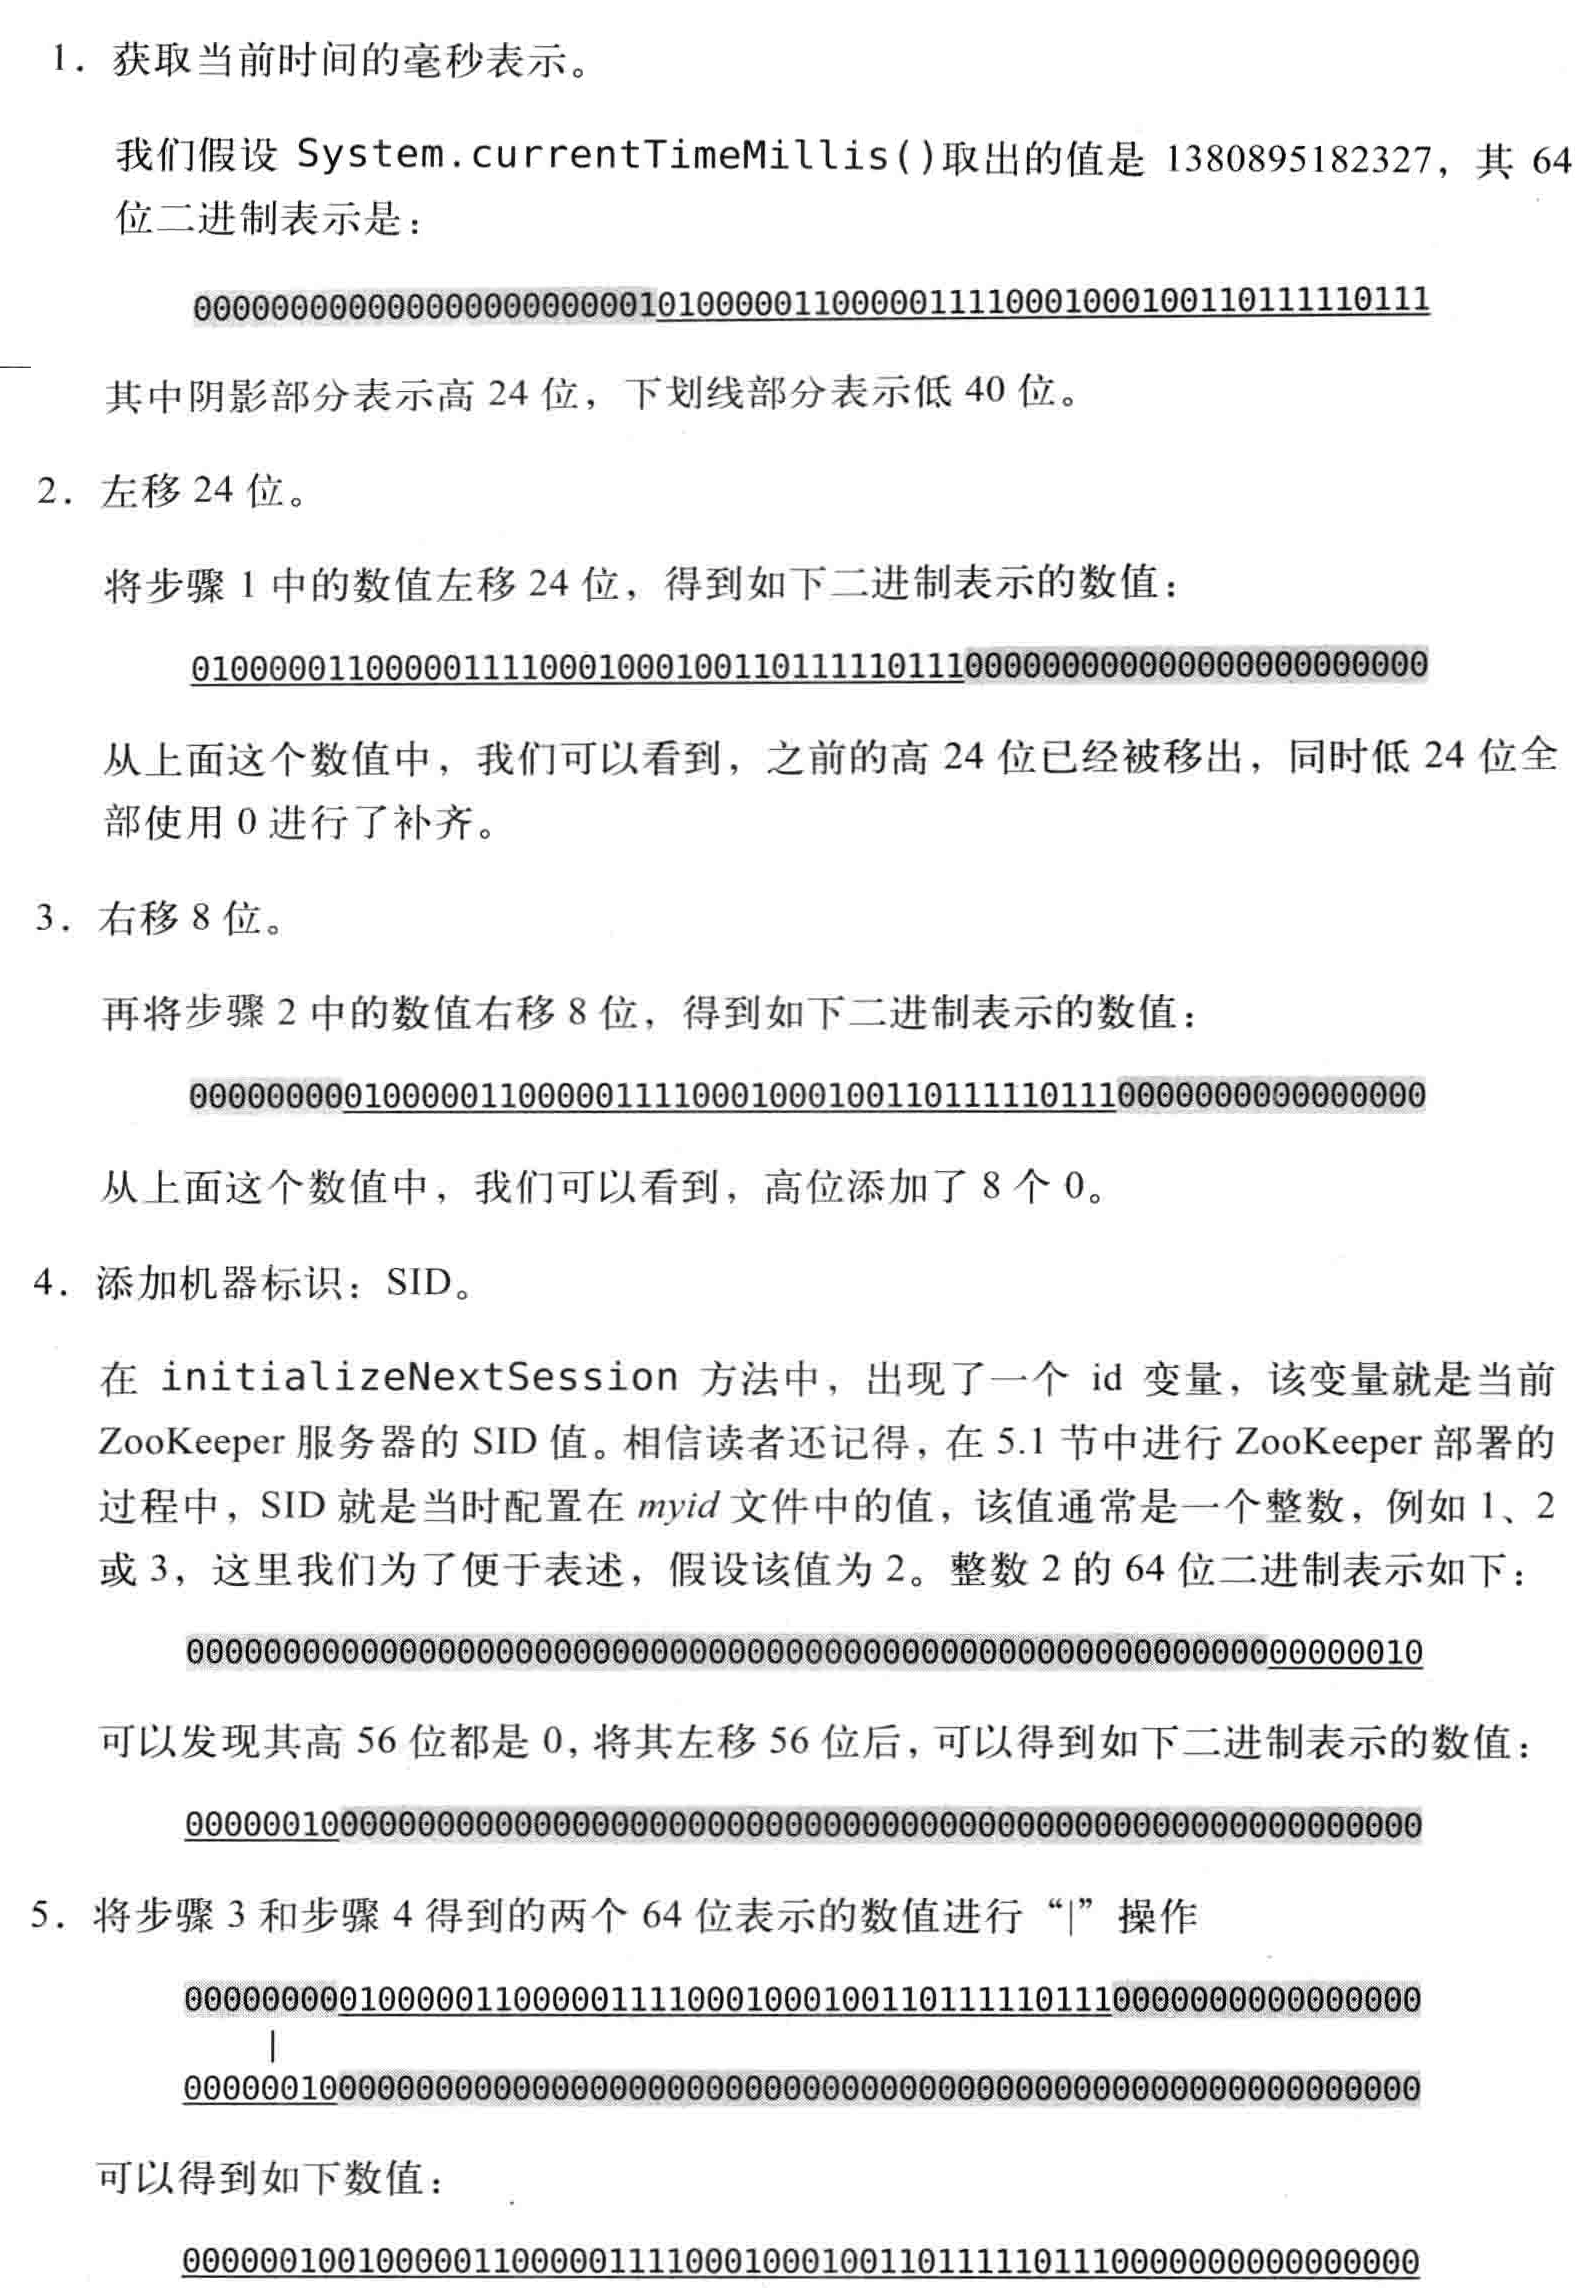 1. 获取当前时间的毫秒表示。
我们假设 System.currentTimeMillis()取出的值是 1380895182327，其 64
位二进制表示是：
0000000000000000000000010100000110000011110001000100110111110111
其中阴影部分表示高 24 位，下划线部分表示低 40 位。
2. 左移 24 位。
将步骤 1 中的数值左移 24 位，得到如下二进制表示的数值：
0100000110000011110001000100110111110111000000000000000000000000
从上面这个数值中，我们可以看到，之前的高 24 位已经被移出，同时低 24 位全
部使用 0 进行了补齐。
3. 右移 8 位。
再将步骤 2 中的数值右移 8 位，得到如下二进制表示的数值：
0000000001000001100000111100010001001101111101110000000000000000
从上面这个数值中，我们可以看到，高位添加了 8 个 0。
4. 添加机器标识：SID。
在 initializeNextSession 方法中，出现了一个 id 变量，该变量就是当前
ZooKeeper 服务器的 SID 值。相信读者还记得，在 5.1 节中进行 ZooKeeper 部署的
过程中，SID 就是当时配置在 myid 文件中的值，该值通常是一个整数，例如 1、2
或 3，这里我们为了便于表述，假设该值为 2。整数 2 的 64 位二进制表示如下：
0000000000000000000000000000000000000000000000000000000000000010
可以发现其高 56 位都是 0，将其左移 56 位后，可以得到如下二进制表示的数值：
0000001000000000000000000000000000000000000000000000000000000000
5. 将步骤 3 和步骤 4 得到的两个 64 位表示的数值进行“|”操作
0000000001000001100000111100010001001101111101110000000000000000
|
0000001000000000000000000000000000000000000000000000000000000000
可以得到如下数值：
0000001001000001100000111100010001001101111101110000000000000000